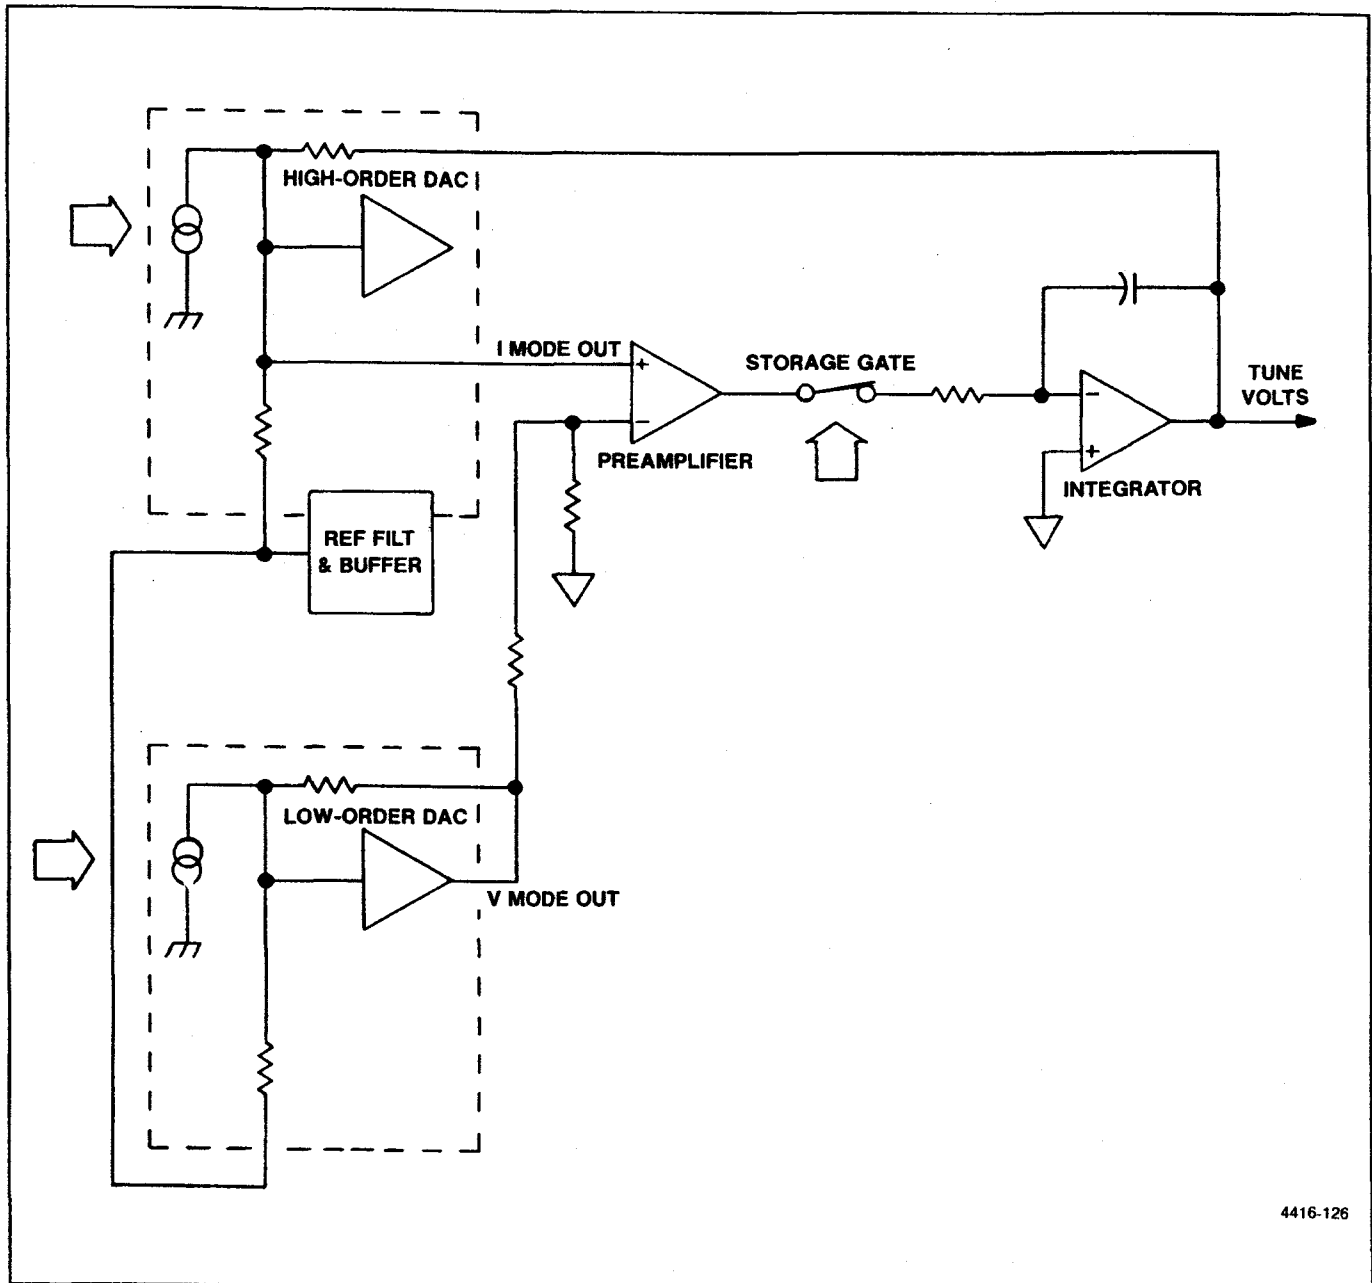 HIGH-ORDER DAC
I MODE OUT
+
−
PREAMPLIFIER
STORAGE GATE
−
+
INTEGRATOR
TUNE
VOLTS
REF FILT
& BUFFER
LOW-ORDER DAC
V MODE OUT
4416-126